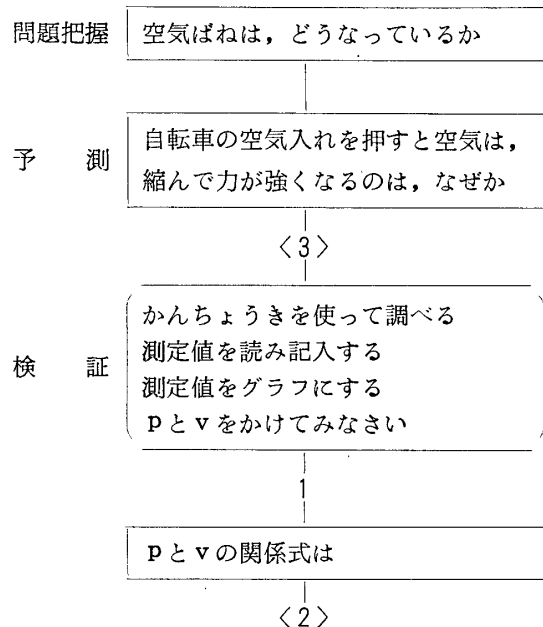 問題把握 空気ばねは，どうなっているか
自転車の空気入れを押すと空気は，
予 測
縮んで力が強くなるのは，なぜか
〈3〉
かんちょうきを使って調べる
測定値を読み記入する
検 証
測定値をグラフにする
pとvをかけてみなさい
1
pとvの関係式は
〈2〉